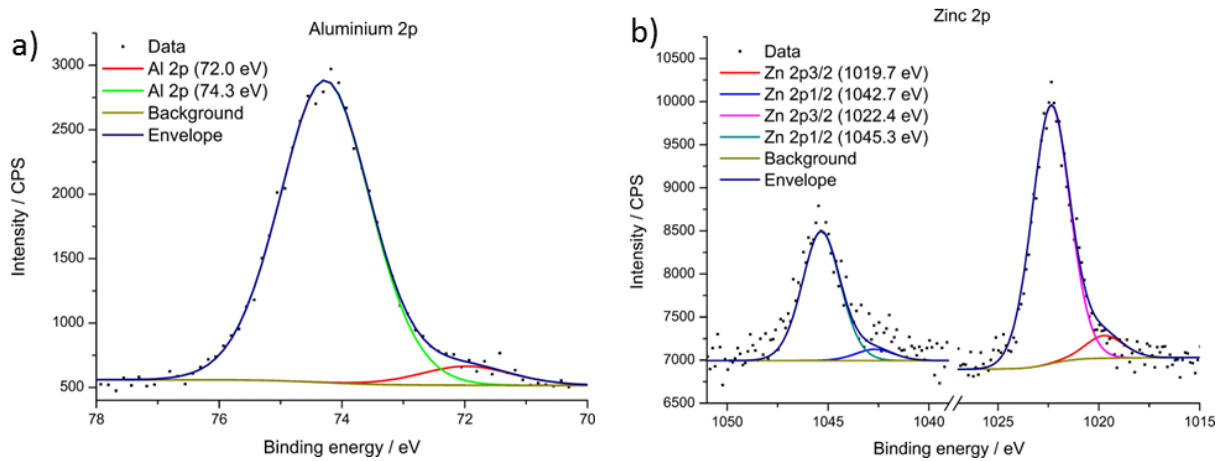 a)
Aluminium 2p
Data
Al 2p (72.0 eV)
Al 2p (74.3 eV)
Background
Envelope
Intensity / CPS
3000
2500
2000
1500
1000
500
78 76 74 72 70
Binding energy / eV
b)
Zinc 2p
Data
Zn 2p3/2 (1019.7 eV)
Zn 2p1/2 (1042.7 eV)
Zn 2p3/2 (1022.4 eV)
Zn 2p1/2 (1045.3 eV)
Background
Envelope
Intensity / CPS
10500
10000
9500
9000
8500
8000
7500
7000
6500
1050 1045 1040 1025 1020 1015
Binding energy / eV